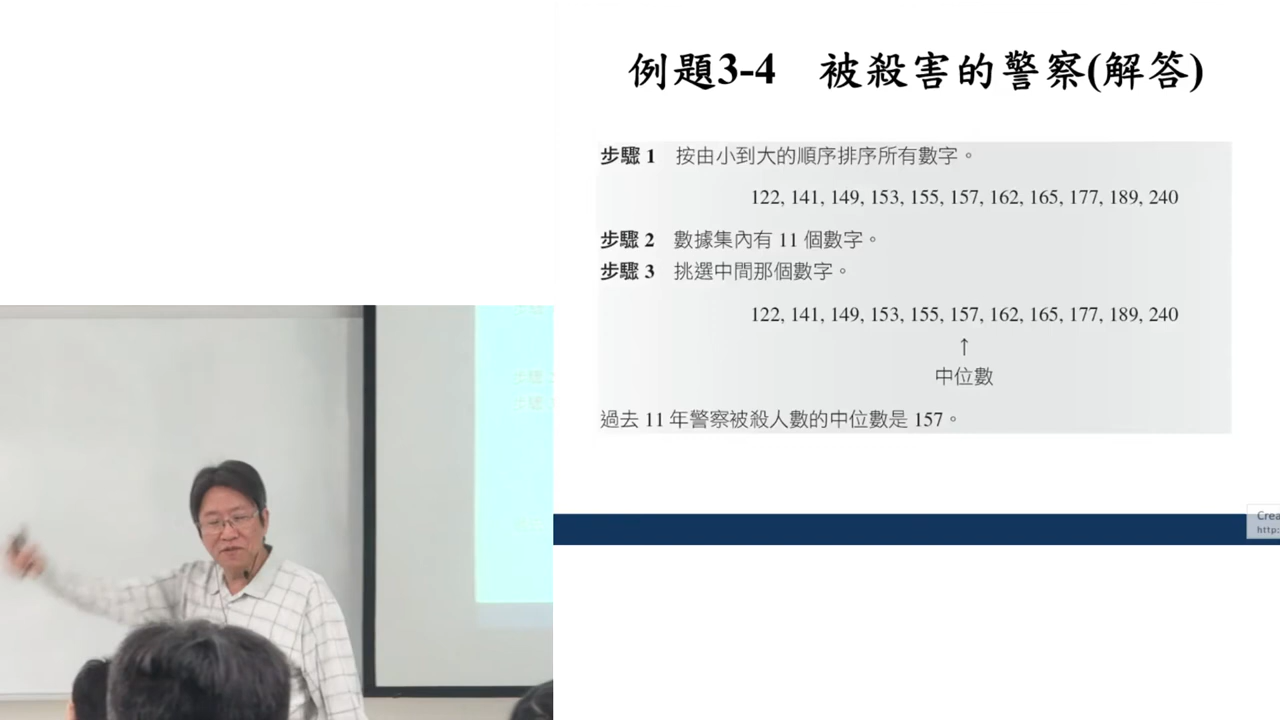 例題3-4 被殺害的警察(解答)
步驟 1 按由小到大的順序排序所有數字。
122, 141, 149, 153, 155, 157, 162, 165, 177, 189, 240
步驟 2 數據集內有 11 個數字。
步驟 3 挑選中間那個數字。
122, 141, 149, 153, 155, 157, 162, 165, 177, 189, 240
↑
中位數
過去 11 年警察被殺人數的中位數是 157。
Crea
http: